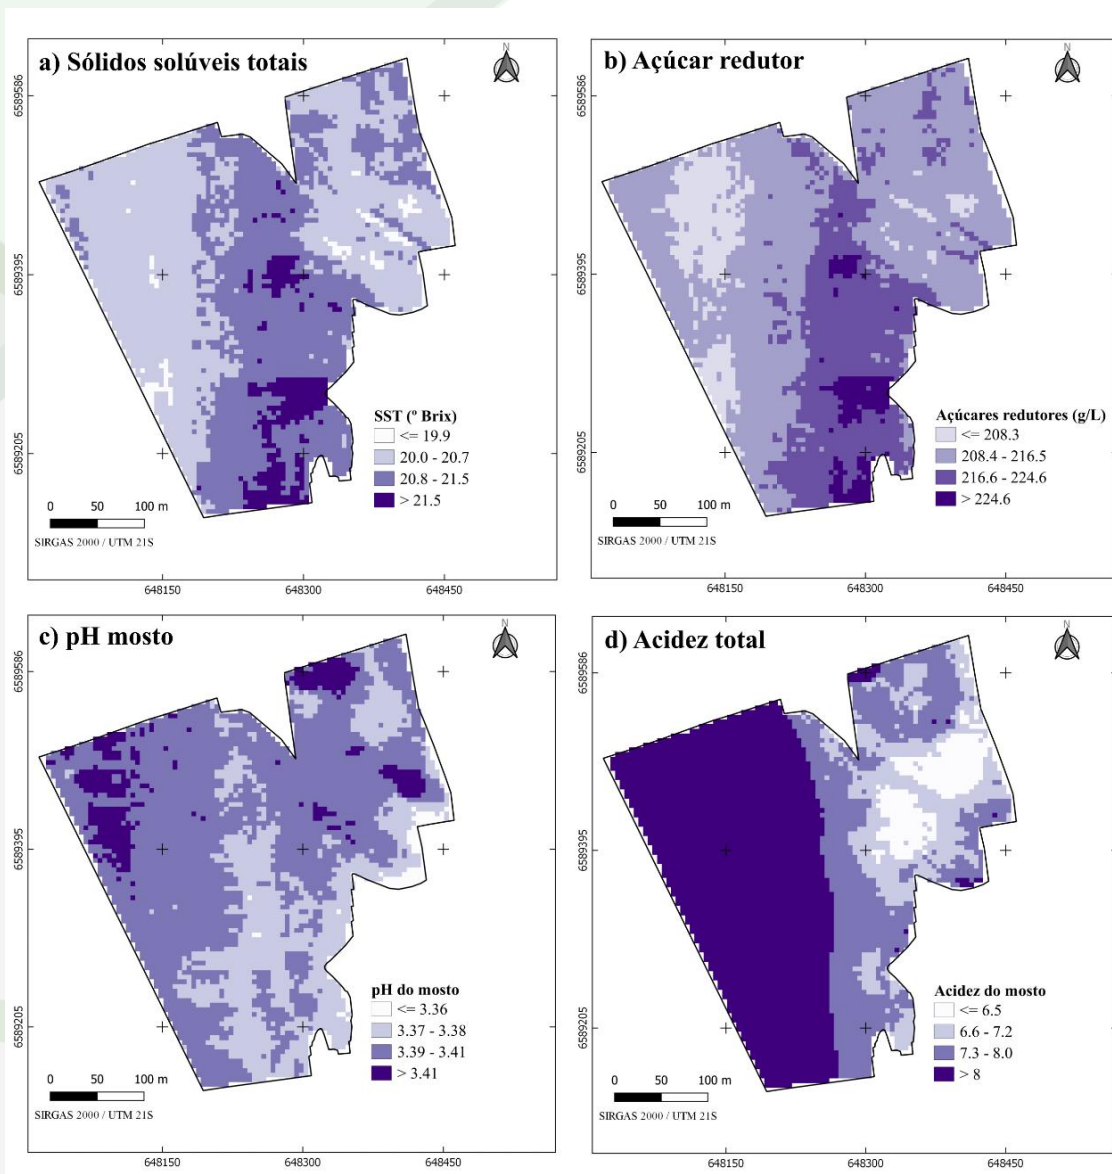 a) Sólidos solúveis totais
N
6589586
6589395
6589205
SST (º Brix)
<= 19.9
20.0 - 20.7
20.8 - 21.5
> 21.5
0 50 100 m
SIRGAS 2000 / UTM 21S
648150 648300 648450
b) Açúcar redutor
N
6589586
6589395
6589205
Açúcares redutores (g/L)
<= 208.3
208.4 - 216.5
216.6 - 224.6
> 224.6
0 50 100 m
SIRGAS 2000 / UTM 21S
648150 648300 648450
c) pH mosto
N
6589586
6589395
6589205
pH do mosto
<= 3.36
3.37 - 3.38
3.39 - 3.41
> 3.41
0 50 100 m
SIRGAS 2000 / UTM 21S
648150 648300 648450
d) Acidez total
N
6589586
6589395
6589205
Acidez do mosto
<= 6.5
6.6 - 7.2
7.3 - 8.0
> 8
0 50 100 m
SIRGAS 2000 / UTM 21S
648150 648300 648450